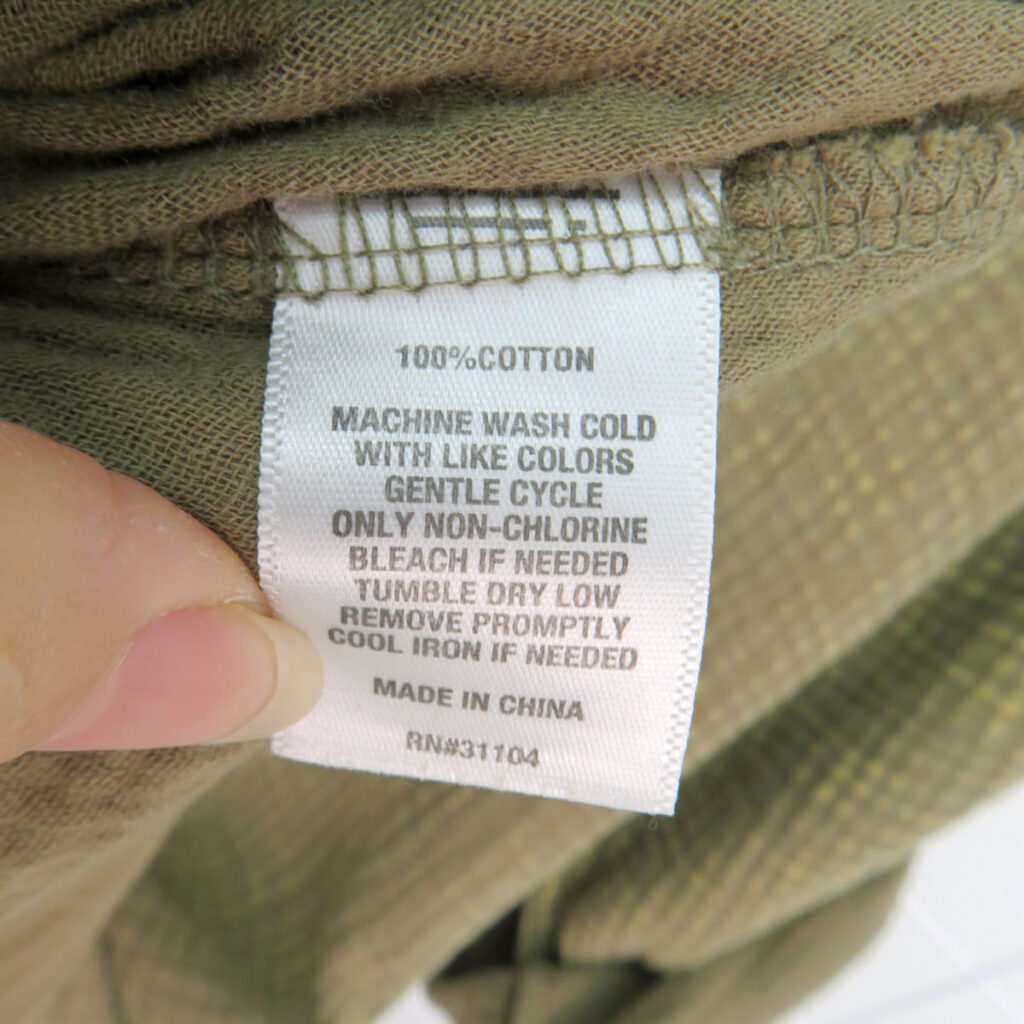 100%COTTON
MACHINE WASH COLD
WITH LIKE COLORS
GENTLE CYCLE
ONLY NON-CHLORINE
BLEACH IF NEEDED
TUMBLE DRY LOW
REMOVE PROMPTLY
COOL IRON IF NEEDED
MADE IN CHINA
RN#31104